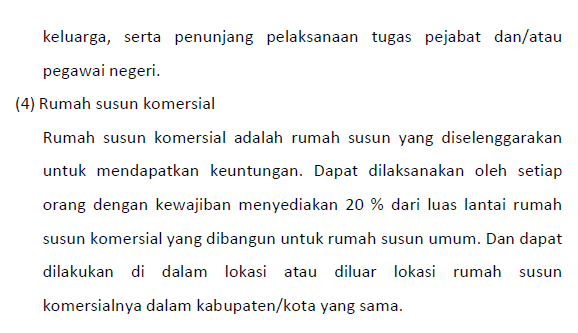 keluarga, serta penunjang pelaksanaan tugas pejabat dan/atau
pegawai negeri.
(4) Rumah susun komersial
Rumah susun komersial adalah rumah susun yang diselenggarakan
untuk mendapatkan keuntungan. Dapat dilaksanakan oleh setiap
orang dengan kewajiban menyediakan 20 % dari luas lantai rumah
susun komersial yang dibangun untuk rumah susun umum. Dan dapat
dilakukan di dalam lokasi atau diluar lokasi rumah susun
komersialnya dalam kabupaten/kota yang sama.